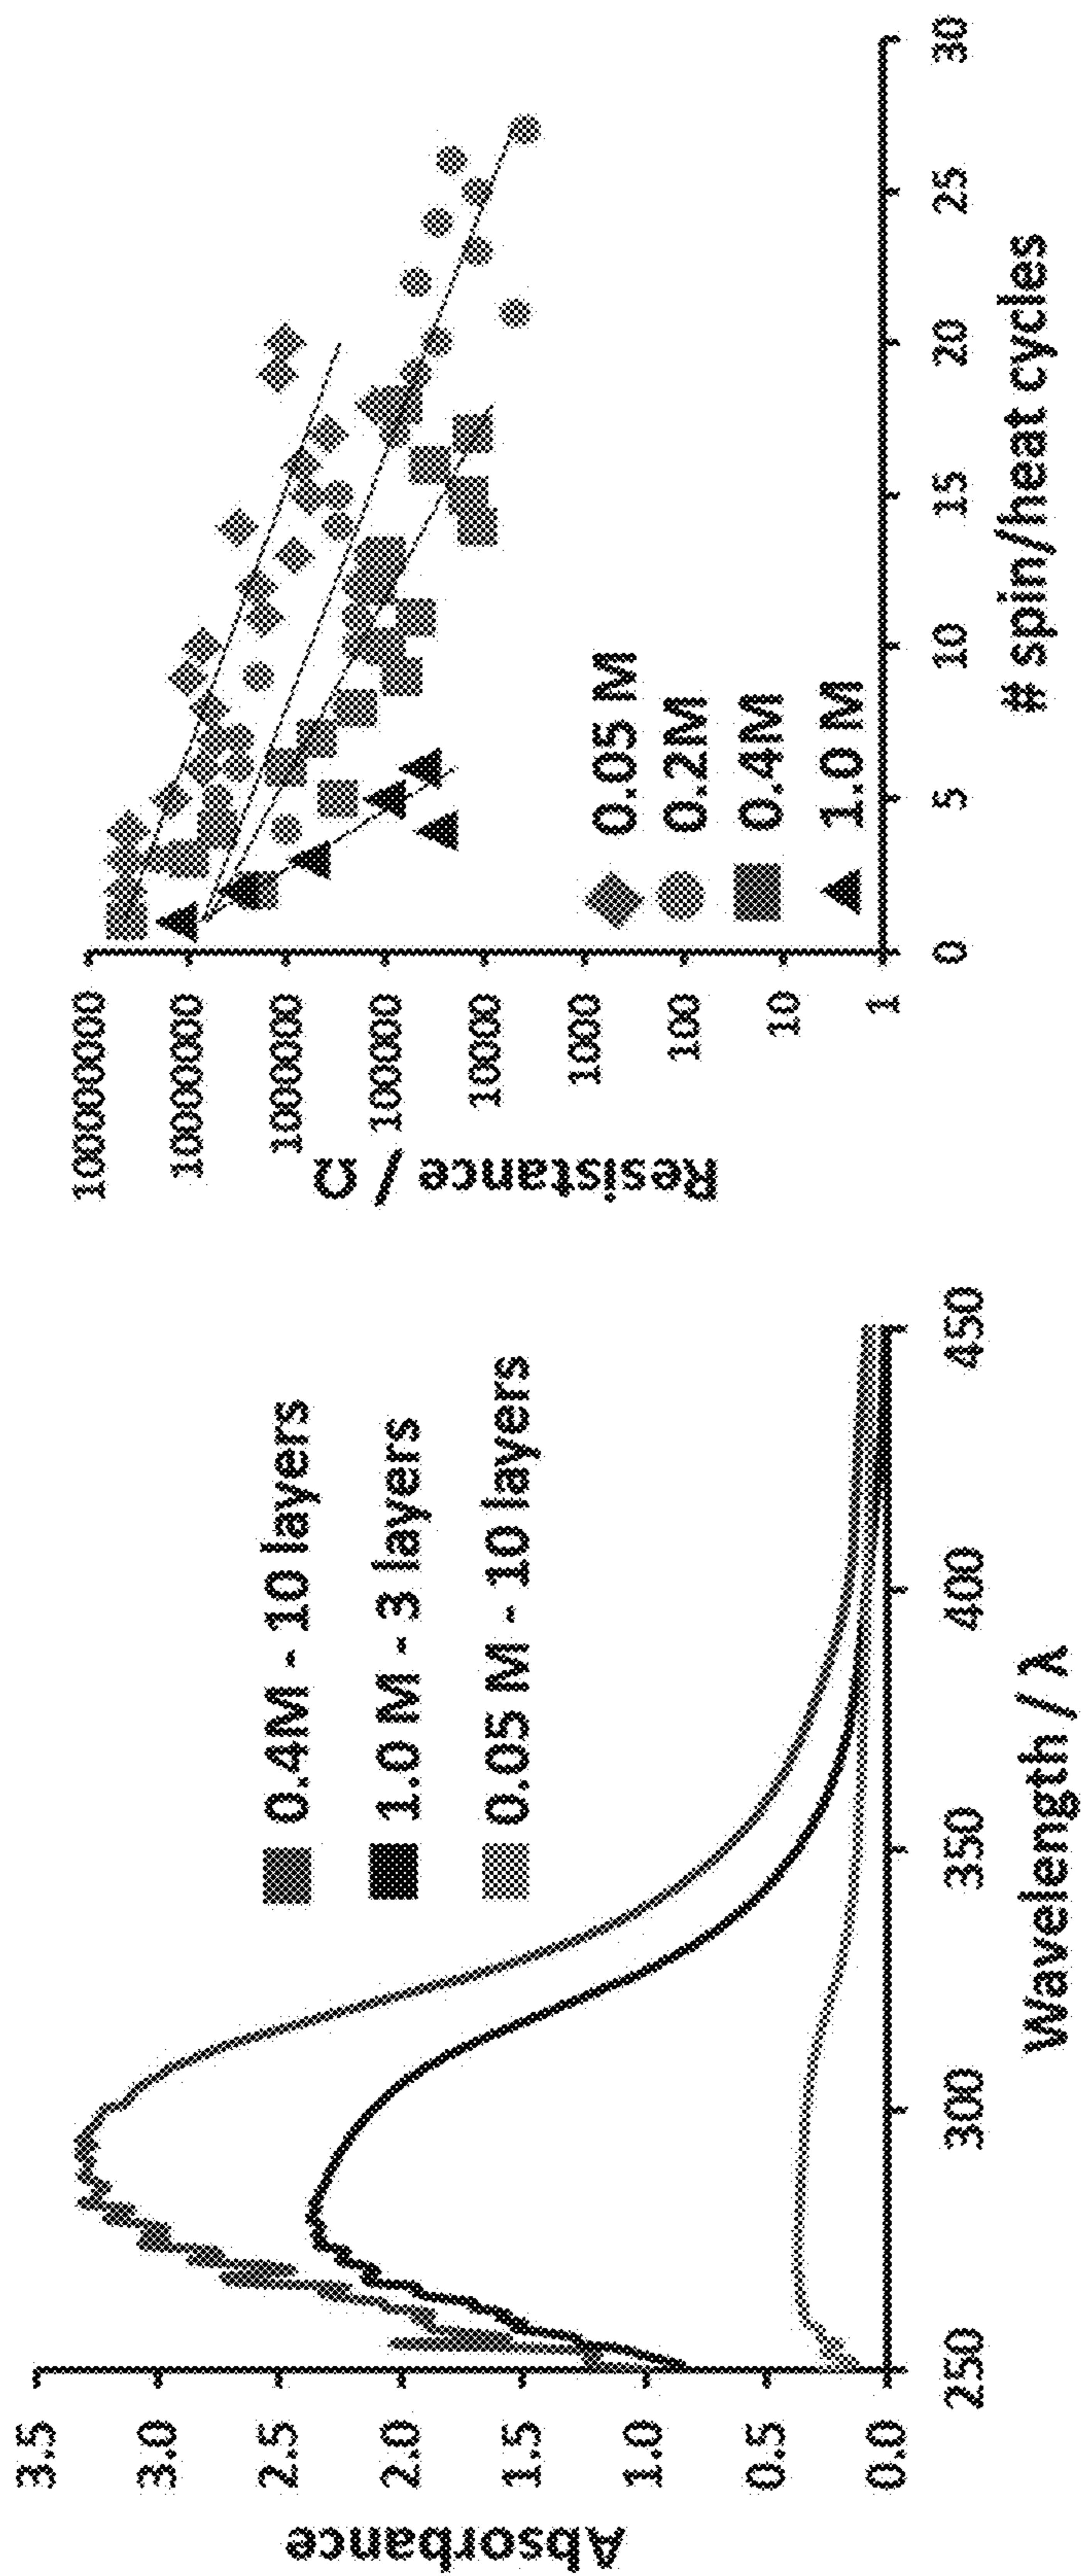 Absorbance
3.5
3.0
2.5
2.0
1.5
1.0
0.5
0.0
250
300
350
400
450
Wavelength / λ
0.4M - 10 layers
1.0 M - 3 layers
0.05 M - 10 layers
Resistance / Ω
100000000
10000000
1000000
100000
10000
1000
100
10
1
0
5
10
15
20
25
30
# spin/heat cycles
0.05 M
0.2M
0.4M
1.0 M